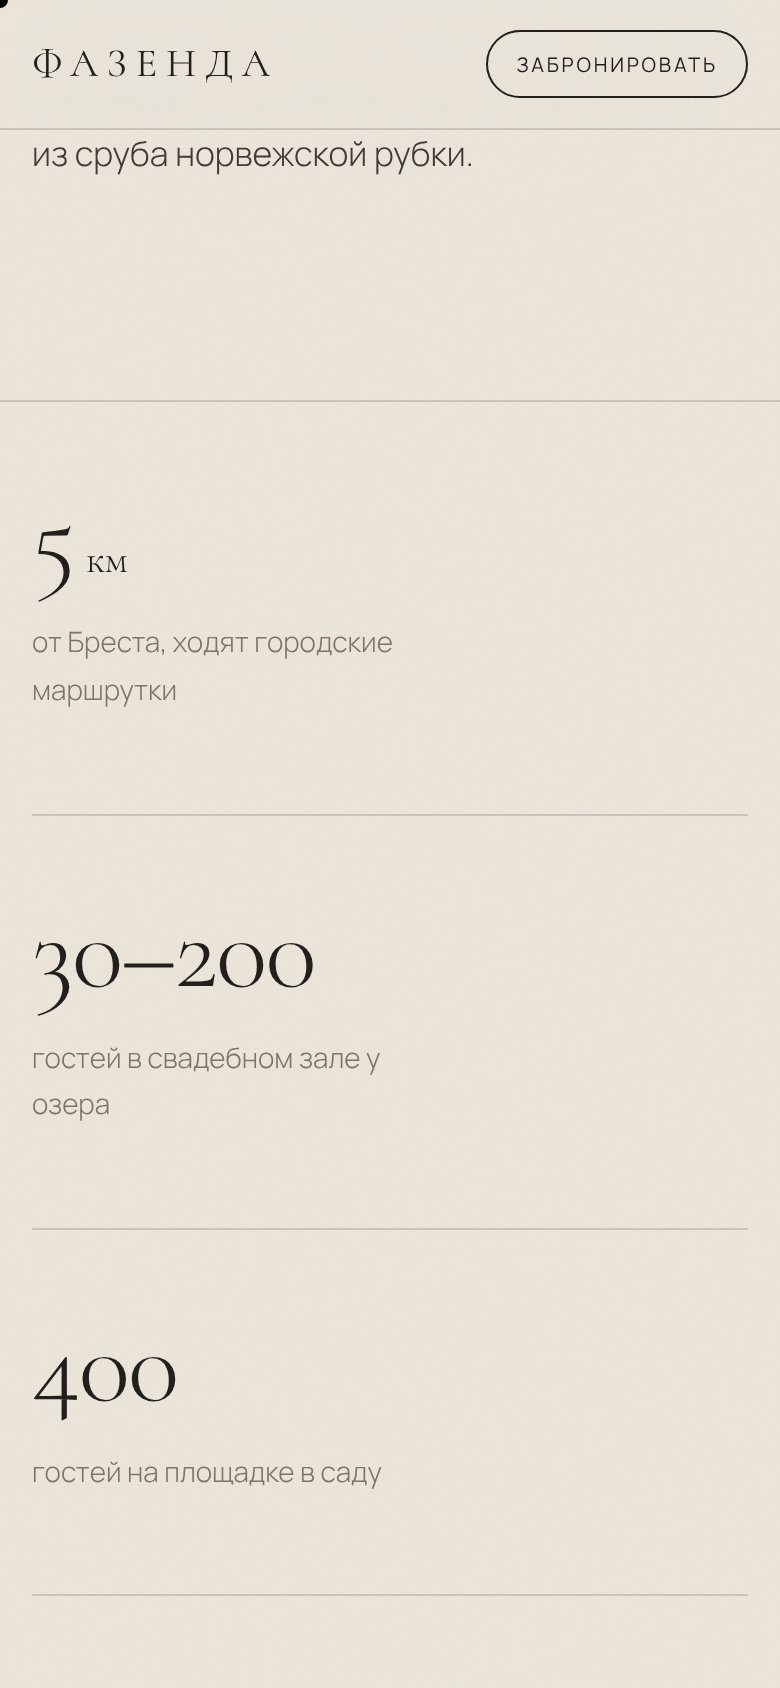 ФАЗЕНДА
ЗАБРОНИРОВАТЬ
из сруба норвежской рубки.
5 км
от Бреста, ходят городские
маршрутки
30–200
гостей в свадебном зале у
озера
400
гостей на площадке в саду